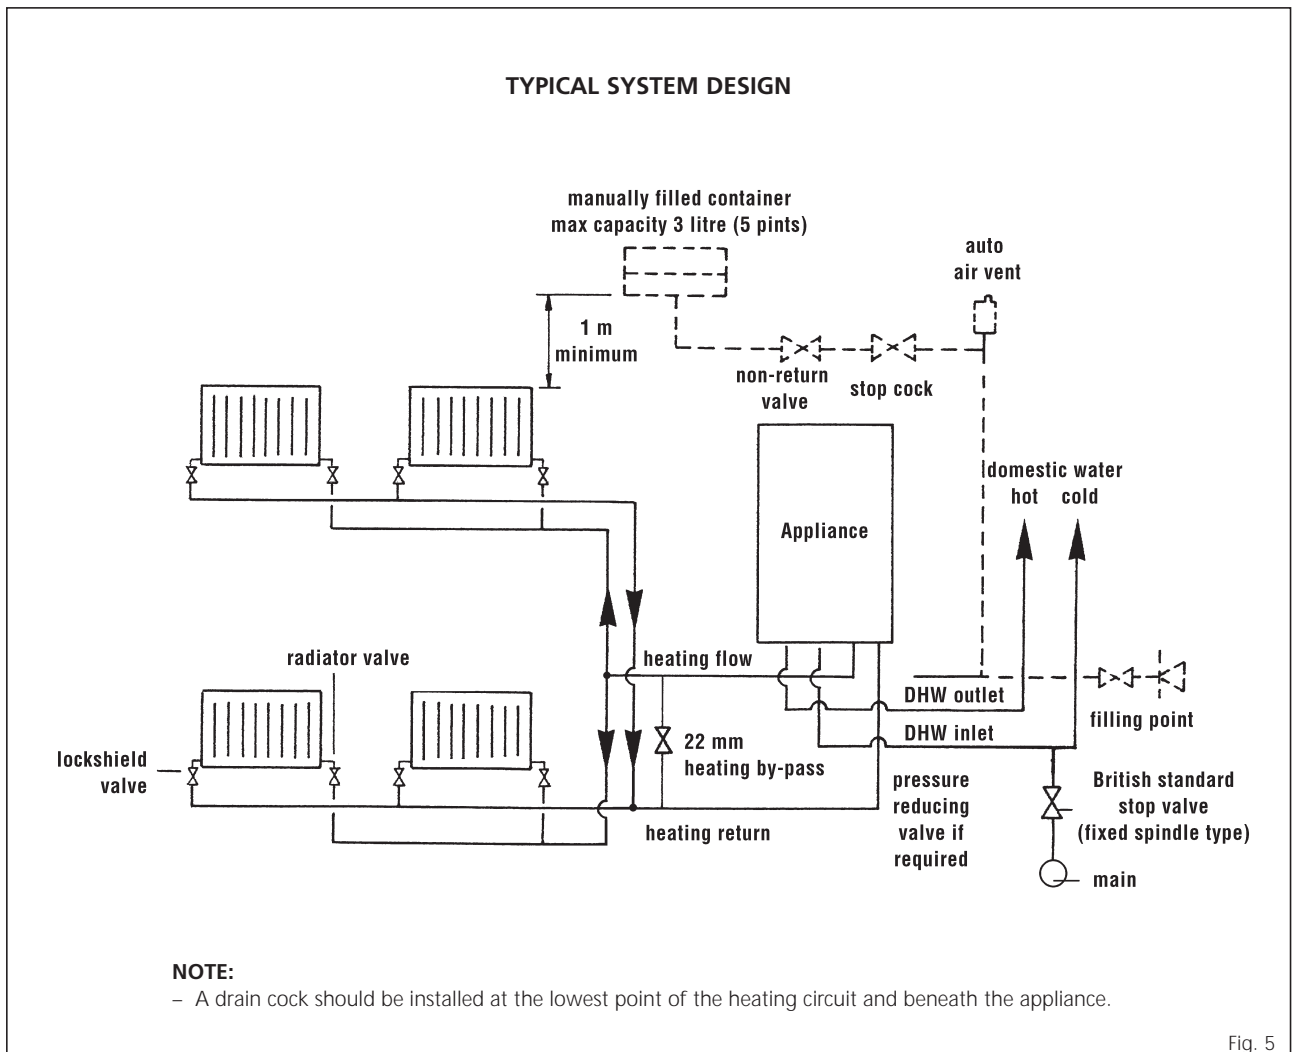 TYPICAL SYSTEM DESIGN
manually filled container
max capacity 3 litre (5 pints)
auto
air vent
1 m
minimum
non-return
valve
stop cock
domestic water
hot cold
Appliance
radiator valve
heating flow
DHW outlet
filling point
lockshield
valve
22 mm
heating by-pass
DHW inlet
pressure
reducing
valve if
required
British standard
stop valve
(fixed spindle type)
heating return
main
NOTE:
– A drain cock should be installed at the lowest point of the heating circuit and beneath the appliance.
Fig. 5